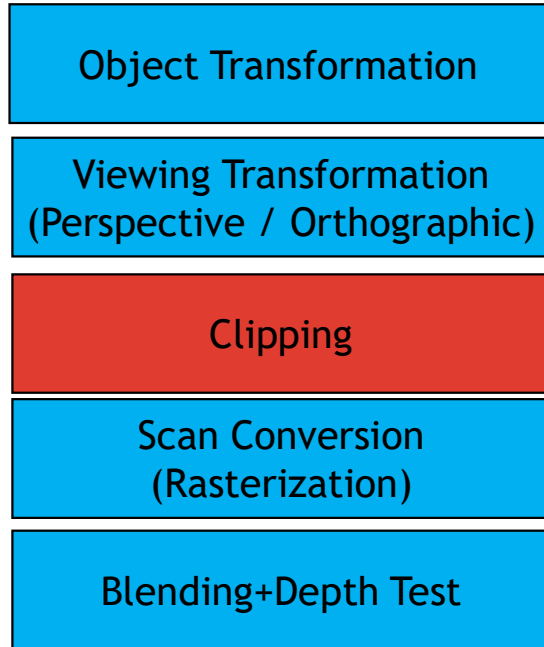 Object Transformation
Viewing Transformation
(Perspective / Orthographic)
Clipping
Scan Conversion
(Rasterization)
Blending+Depth Test